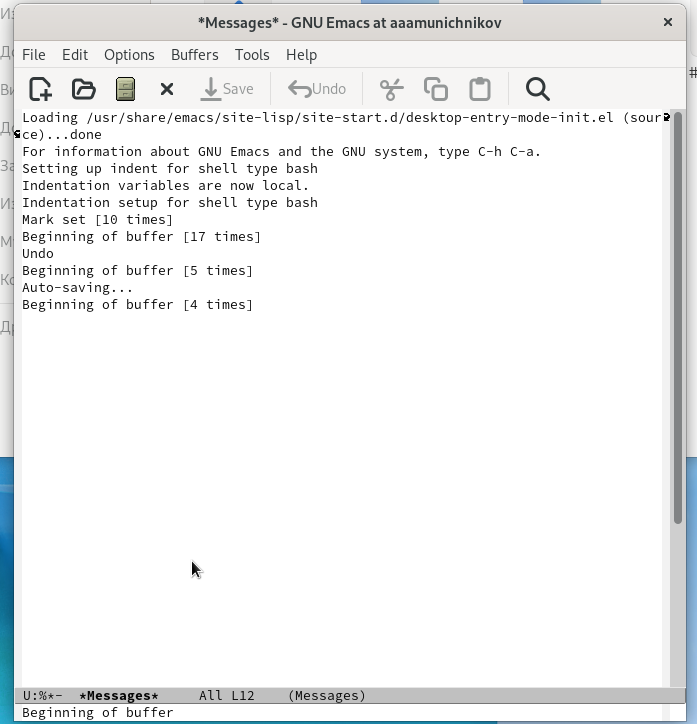 *Messages* - GNU Emacs at aaamunichnikov
File Edit Options Buffers Tools Help
Save Undo
Loading /usr/share/emacs/site-lisp/site-start.d/desktop-entry-mode-init.el (sour
ce)...done
For information about GNU Emacs and the GNU system, type C-h C-a.
Setting up indent for shell type bash
Indentation variables are now local.
Indentation setup for shell type bash
Mark set [10 times]
Beginning of buffer [17 times]
Undo
Beginning of buffer [5 times]
Auto-saving...
Beginning of buffer [4 times]
U:%*-  *Messages*     All L12    (Messages)
Beginning of buffer